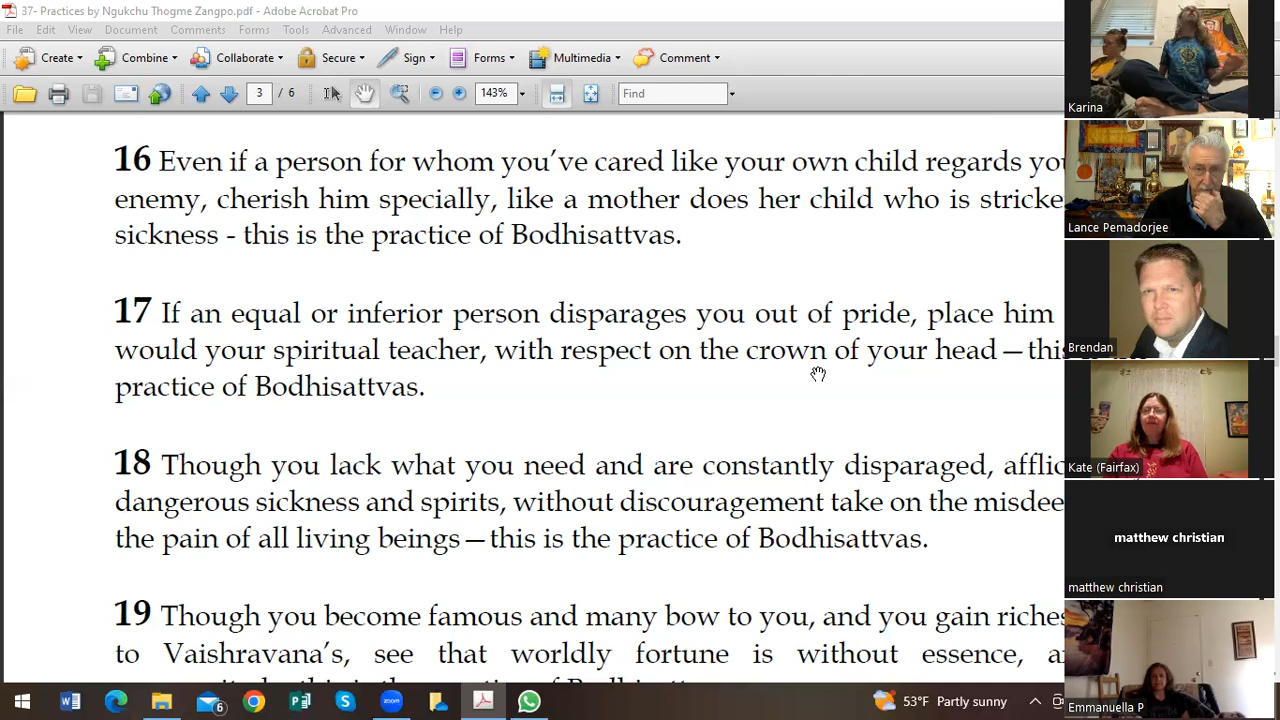 37- Practices by Ngukchu Thogme Zangpo.pdf - Adobe Acrobat Pro
File Edit View Document Comments Forms Tools Advanced Window Help
Create Combine Collaborate Secure Sign Forms Multimedia Comment
3 / 6 143% Find
16 Even if a person for whom you’ve cared like your own child regards
enemy, cherish him specially, like a mother does her child who is
sickness - this is the practice of Bodhisattvas.
17 If an equal or inferior person disparages you out of pride, place him
would your spiritual teacher, with respect on the crown of your head—
practice of Bodhisattvas.
18 Though you lack what you need and are constantly disparaged,
dangerous sickness and spirits, without discouragement take on the
the pain of all living beings—this is the practice of Bodhisattvas.
19 Though you become famous and many bow to you, and you gain riches
to Vaishravana’s, see that worldly fortune is without essence,
Karina
Lance Pemadorjee
Brendan
Kate (Fairfax)
matthew christian
matthew christian
Emmanuella P
6
zoom
53°F Partly sunny